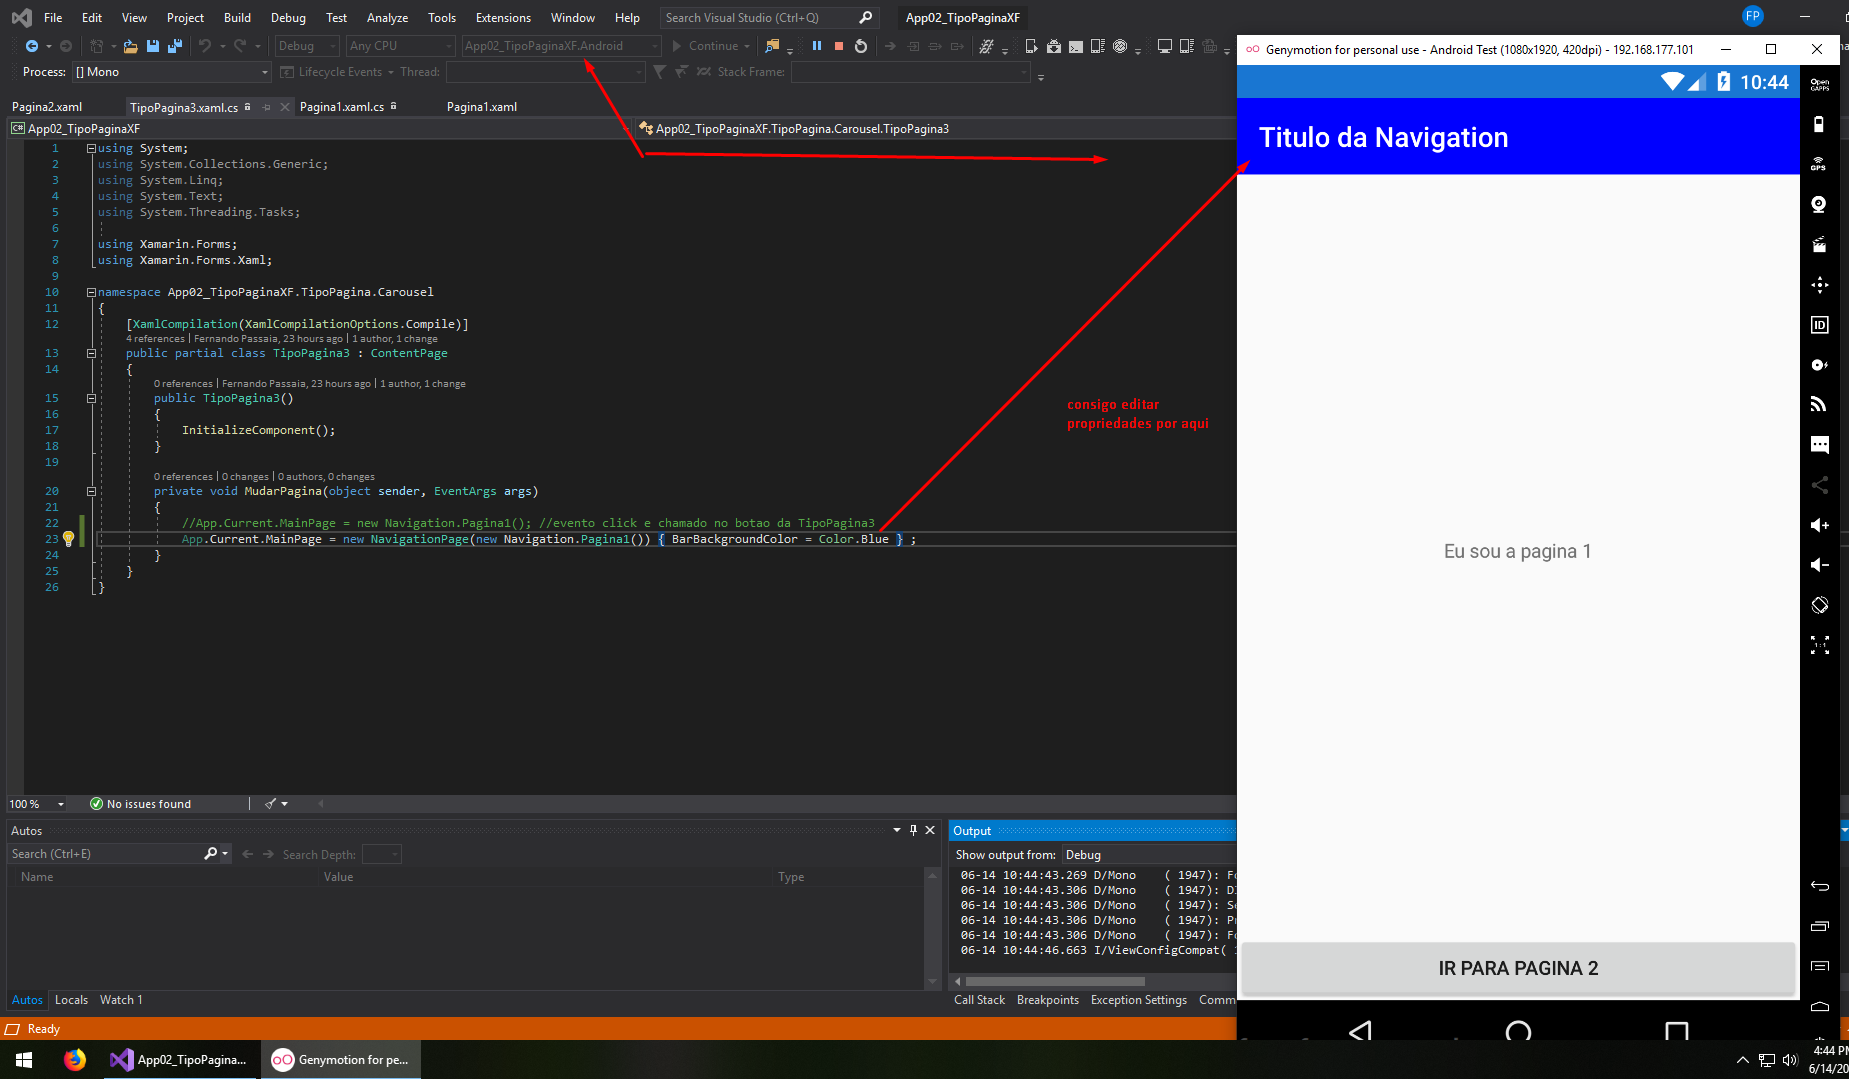 File Edit View Project Build Debug Test Analyze Tools Extensions Window Help Search Visual Studio (Ctrl+Q) App02_TipoPaginaXF FP
Debug Any CPU App02_TipoPaginaXF.Android Continue
Process: [] Mono Lifecycle Events Thread: Stack Frame:
Pagina2.xaml TipoPagina3.xaml.cs Pagina1.xaml.cs Pagina1.xaml
C# App02_TipoPaginaXF App02_TipoPaginaXF.TipoPagina.Carousel.TipoPagina3
1 using System;
2 using System.Collections.Generic;
3 using System.Linq;
4 using System.Text;
5 using System.Threading.Tasks;
6
7 using Xamarin.Forms;
8 using Xamarin.Forms.Xaml;
9
10 namespace App02_TipoPaginaXF.TipoPagina.Carousel
11 {
12 [XamlCompilation(XamlCompilationOptions.Compile)]
4 references | Fernando Passaia, 23 hours ago | 1 author, 1 change
13 public partial class TipoPagina3 : ContentPage
14 {
0 references | Fernando Passaia, 23 hours ago | 1 author, 1 change
15 public TipoPagina3()
16 {
17 InitializeComponent();
18 }
19
0 references | 0 changes | 0 authors, 0 changes
20 private void MudarPagina(object sender, EventArgs args)
21 {
22 //App.Current.MainPage = new Navigation.Pagina1(); //evento click e chamado no botao da TipoPagina3
23 App.Current.MainPage = new NavigationPage(new Navigation.Pagina1()) { BarBackgroundColor = Color.Blue } ;
24 }
25 }
26 }
consigo editar
propriedades por aqui
100 % No issues found
Autos
Search (Ctrl+E) Search Depth:
Name Value Type
Autos Locals Watch 1
Output
Show output from: Debug
06-14 10:44:43.269 D/Mono ( 1947): Fo
06-14 10:44:43.306 D/Mono ( 1947): D
06-14 10:44:43.306 D/Mono ( 1947): Se
06-14 10:44:43.306 D/Mono ( 1947): Pr
06-14 10:44:43.306 D/Mono ( 1947): Fo
06-14 10:44:46.663 I/ViewConfigCompat(
Call Stack Breakpoints Exception Settings Comm
Ready
Genymotion for personal use - Android Test (1080x1920, 420dpi) - 192.168.177.101
10:44
Titulo da Navigation
Eu sou a pagina 1
IR PARA PAGINA 2
Open
GAPPS
GPS
ID
1:1
App02_TipoPagina... Genymotion for pe...
4:44 PM
6/14/20